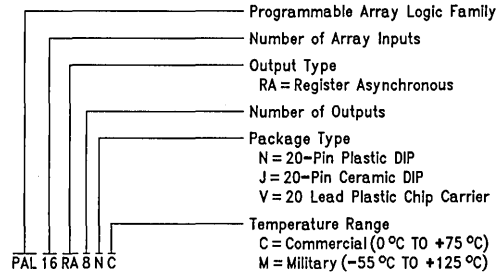 Programmable Array Logic Family
Number of Array Inputs
Output Type
RA = Register Asynchronous
Number of Outputs
Package Type
N = 20-Pin Plastic DIP
J = 20-Pin Ceramic DIP
V = 20 Lead Plastic Chip Carrier
Temperature Range
C = Commercial (0 °C TO +75 °C)
M = Military (-55 °C TO +125 °C)
PAL 16 RA 8 N C